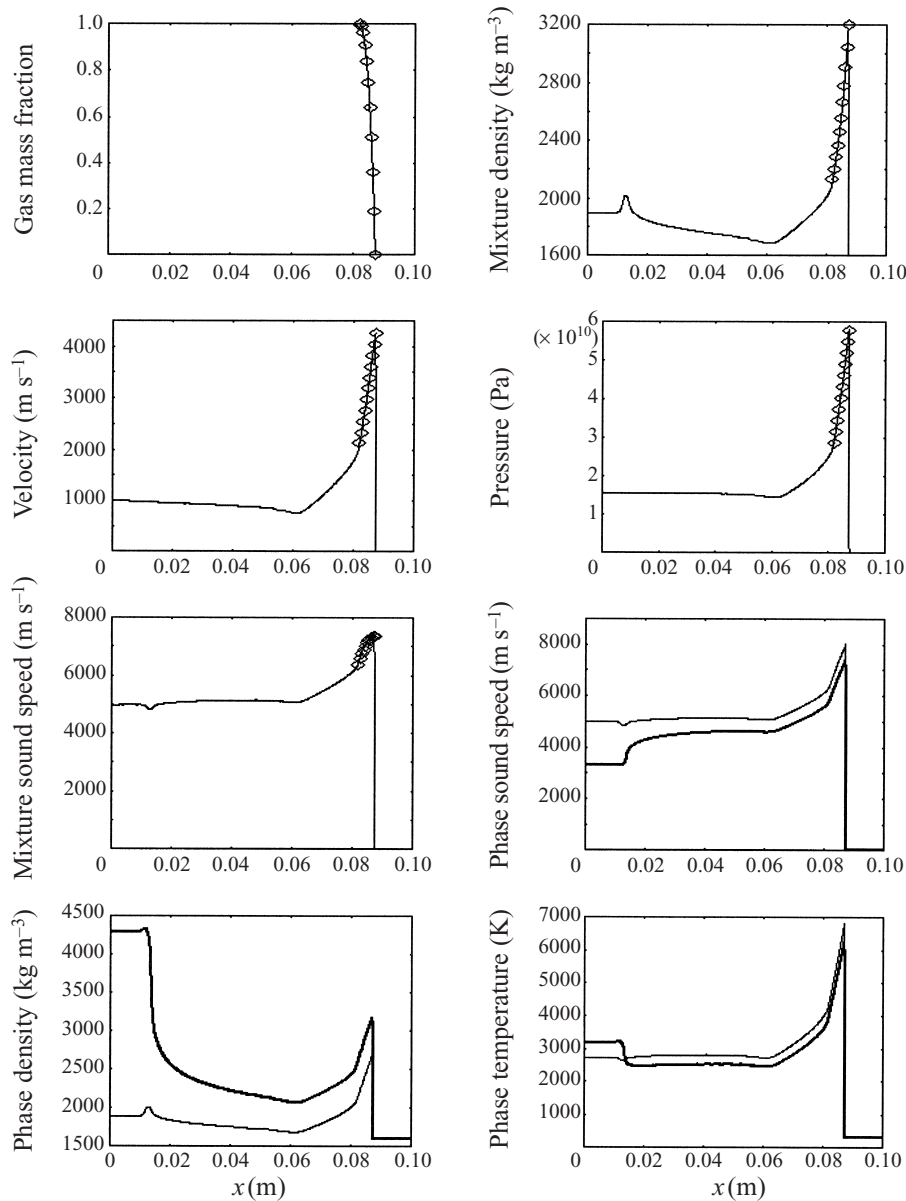 Gas mass fraction
1.0
0.8
0.6
0.4
0.2
0 0.02 0.04 0.06 0.08 0.10
Mixture density (kg m−3)
3200
2800
2400
2000
1600
0 0.02 0.04 0.06 0.08 0.10
Velocity (m s−1)
4000
3000
2000
1000
0 0.02 0.04 0.06 0.08 0.10
Pressure (Pa)
6
(× 10^10)
5
4
3
2
1
0 0.02 0.04 0.06 0.08 0.10
Mixture sound speed (m s−1)
8000
6000
4000
2000
0 0.02 0.04 0.06 0.08 0.10
Phase sound speed (m s−1)
8000
6000
4000
2000
0 0.02 0.04 0.06 0.08 0.10
Phase density (kg m−3)
4500
4000
3500
3000
2500
2000
1500
0 0.02 0.04 0.06 0.08 0.10
x (m)
Phase temperature (K)
7000
6000
5000
4000
3000
2000
1000
0 0.02 0.04 0.06 0.08 0.10
x (m)